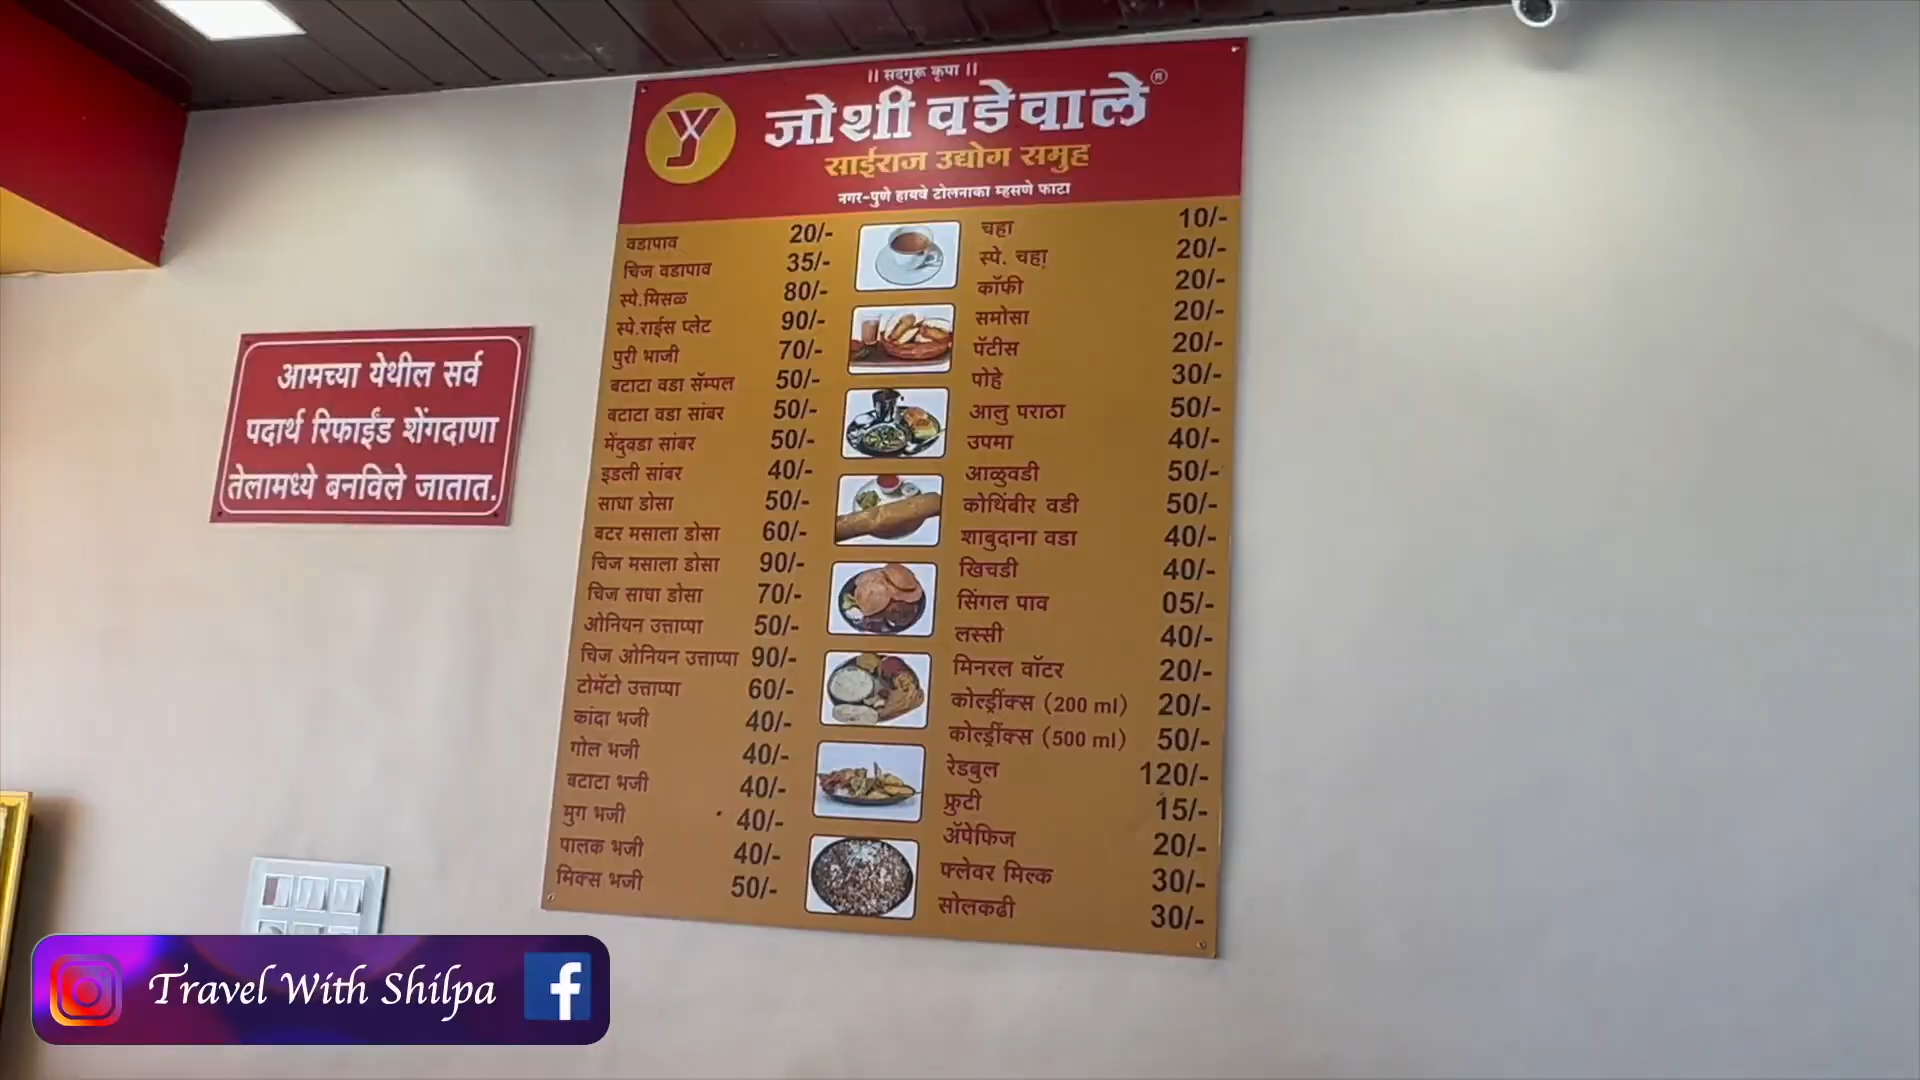 || सदगुरू कृपा ||
जोशी वडेवाले ®
साईराज उद्योग समुह
नगर-पुणे हायवे टोलनाका म्हसणे फाटा
वडापाव 20/-
चिज वडापाव 35/-
स्पे.मिसळ 80/-
स्पे.राईस प्लेट 90/-
पुरी भाजी 70/-
बटाटा वडा सॅम्पल 50/-
बटाटा वडा सांबर 50/-
मेंदुवडा सांबर 50/-
इडली सांबर 40/-
साधा डोसा 50/-
बटर मसाला डोसा 60/-
चिज मसाला डोसा 90/-
चिज साधा डोसा 70/-
ओनियन उत्ताप्पा 50/-
चिज ओनियन उत्ताप्पा 90/-
टोमॅटो उत्ताप्पा 60/-
कांदा भजी 40/-
गोल भजी 40/-
बटाटा भजी 40/-
मुग भजी 40/-
पालक भजी 40/-
मिक्स भजी 50/-
चहा 10/-
स्पे. चहा 20/-
कॉफी 20/-
समोसा 20/-
पॅटीस 20/-
पोहे 30/-
आलु पराठा 50/-
उपमा 40/-
आळुवडी 50/-
कोथिंबीर वडी 50/-
शाबुदाना वडा 40/-
खिचडी 40/-
सिंगल पाव 05/-
लस्सी 40/-
मिनरल वॉटर 20/-
कोल्ड्रींक्स (200 ml) 20/-
कोल्ड्रींक्स (500 ml) 50/-
रेडबुल 120/-
फ्रुटी 15/-
ॲपेफिज 20/-
फ्लेवर मिल्क 30/-
सोलकढी 30/-
आमच्या येथील सर्व
पदार्थ रिफाईंड शेंगदाणा
तेलामध्ये बनविले जातात.
Travel With Shilpa